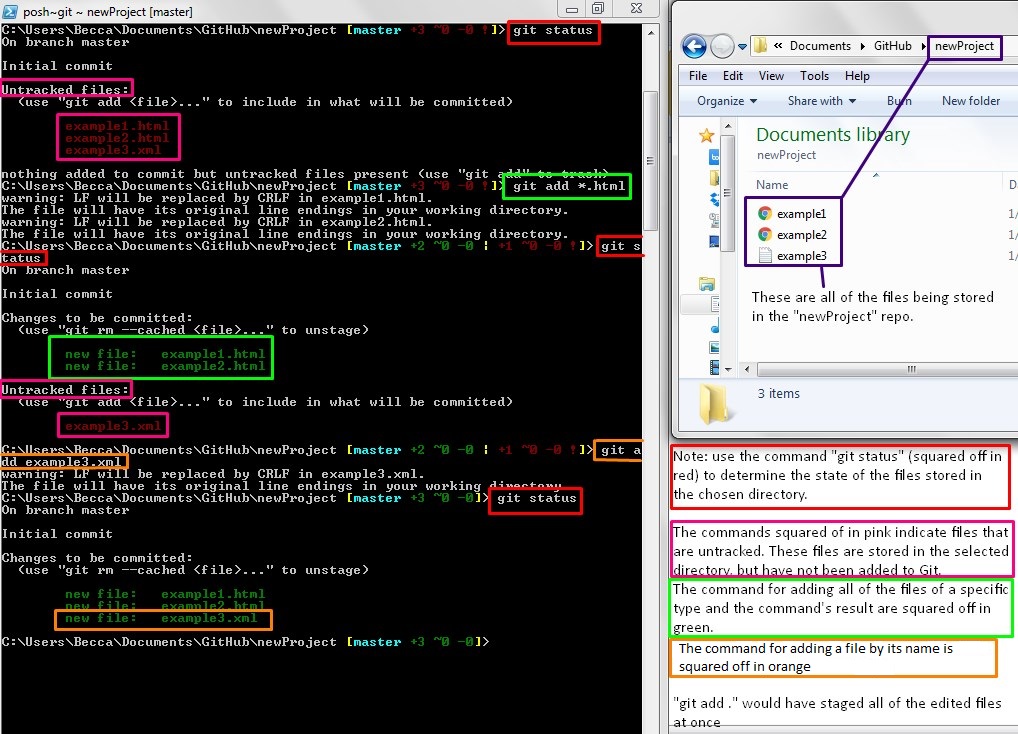 posh~git ~ newProject [master]
C:\Users\Becca\Documents\GitHub\newProject [master +3 ~0 -0 !]> git status
On branch master
Initial commit
Untracked files:
(use "git add <file>..." to include in what will be committed)
example1.html
example2.html
example3.xml
nothing added to commit but untracked files present (use "git add" to track)
C:\Users\Becca\Documents\GitHub\newProject [master +3 ~0 -0 !]> git add *.html
warning: LF will be replaced by CRLF in example1.html.
The file will have its original line endings in your working directory.
warning: LF will be replaced by CRLF in example2.html.
The file will have its original line endings in your working directory.
C:\Users\Becca\Documents\GitHub\newProject [master +2 ~0 -0 | +1 ~0 -0 !]> git s
tatus
On branch master
Initial commit
Changes to be committed:
(use "git rm --cached <file>..." to unstage)
new file: example1.html
new file: example2.html
Untracked files:
(use "git add <file>..." to include in what will be committed)
example3.xml
C:\Users\Becca\Documents\GitHub\newProject [master +2 ~0 -0 | +1 ~0 -0 !]> git a
dd example3.xml
warning: LF will be replaced by CRLF in example3.xml.
The file will have its original line endings in your working directory.
C:\Users\Becca\Documents\GitHub\newProject [master +3 ~0 -0]> git status
On branch master
Initial commit
Changes to be committed:
(use "git rm --cached <file>..." to unstage)
new file: example1.html
new file: example2.html
new file: example3.xml
C:\Users\Becca\Documents\GitHub\newProject [master +3 ~0 -0]>
« Documents GitHub newProject
File Edit View Tools Help
Organize Share with Burn New folder
Documents library
newProject
Name D
example1 1/
example2 1/
example3 1/
These are all of the files being stored
in the "newProject" repo.
3 items
Note: use the command "git status" (squared off in
red) to determine the state of the files stored in
the chosen directory.
The commands squared of in pink indicate files that
are untracked. These files are stored in the selected
directory, but have not been added to Git.
The command for adding all of the files of a specific
type and the command's result are squared off in
green.
The command for adding a file by its name is
squared off in orange
"git add ." would have staged all of the edited files
at once